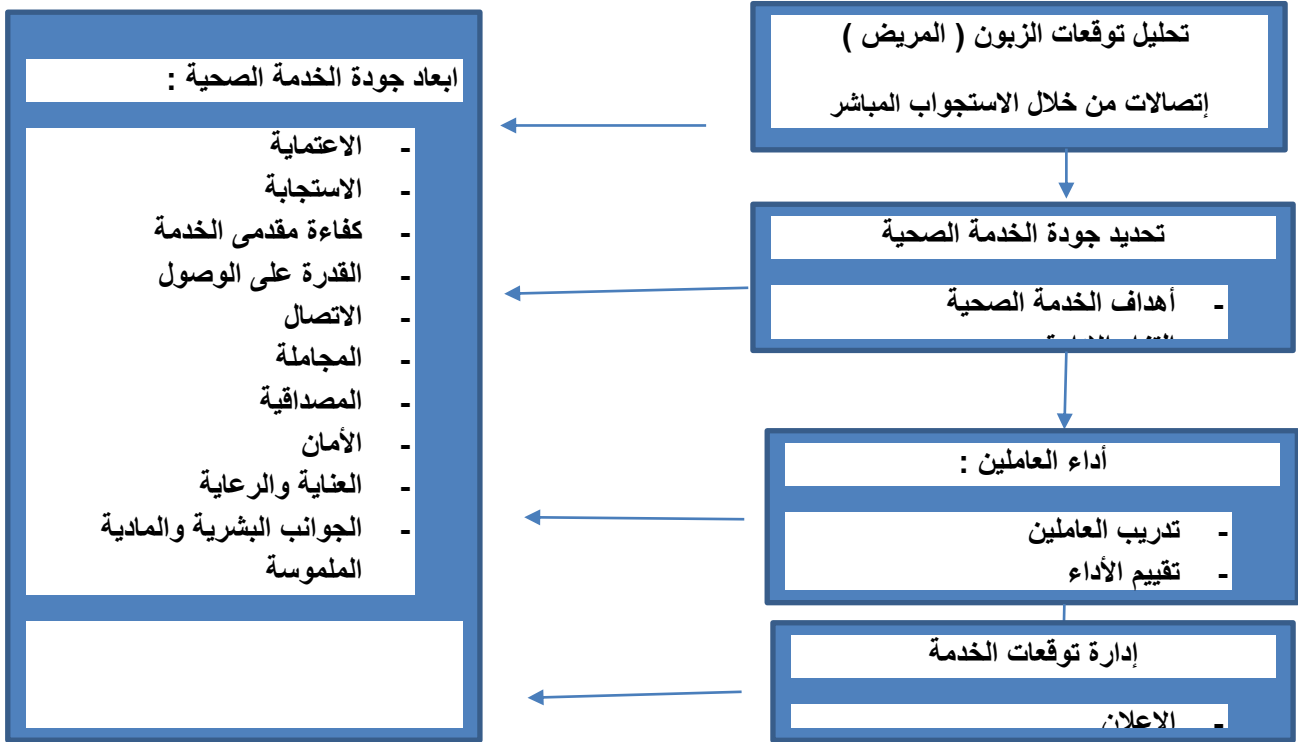 تحليل توقعات الزبون ( المريض )
إتصالات من خلال الاستجواب المباشر
تحديد جودة الخدمة الصحية
- أهداف الخدمة الصحية
أداء العاملين :
- تدريب العاملين
- تقييم الأداء
إدارة توقعات الخدمة
- الإعلان
ابعاد جودة الخدمة الصحية :
- الاعتماية
- الاستجابة
- كفاءة مقدمى الخدمة
- القدرة على الوصول
- الاتصال
- المجاملة
- المصداقية
- الأمان
- العناية والرعاية
- الجوانب البشرية والمادية
الملموسة